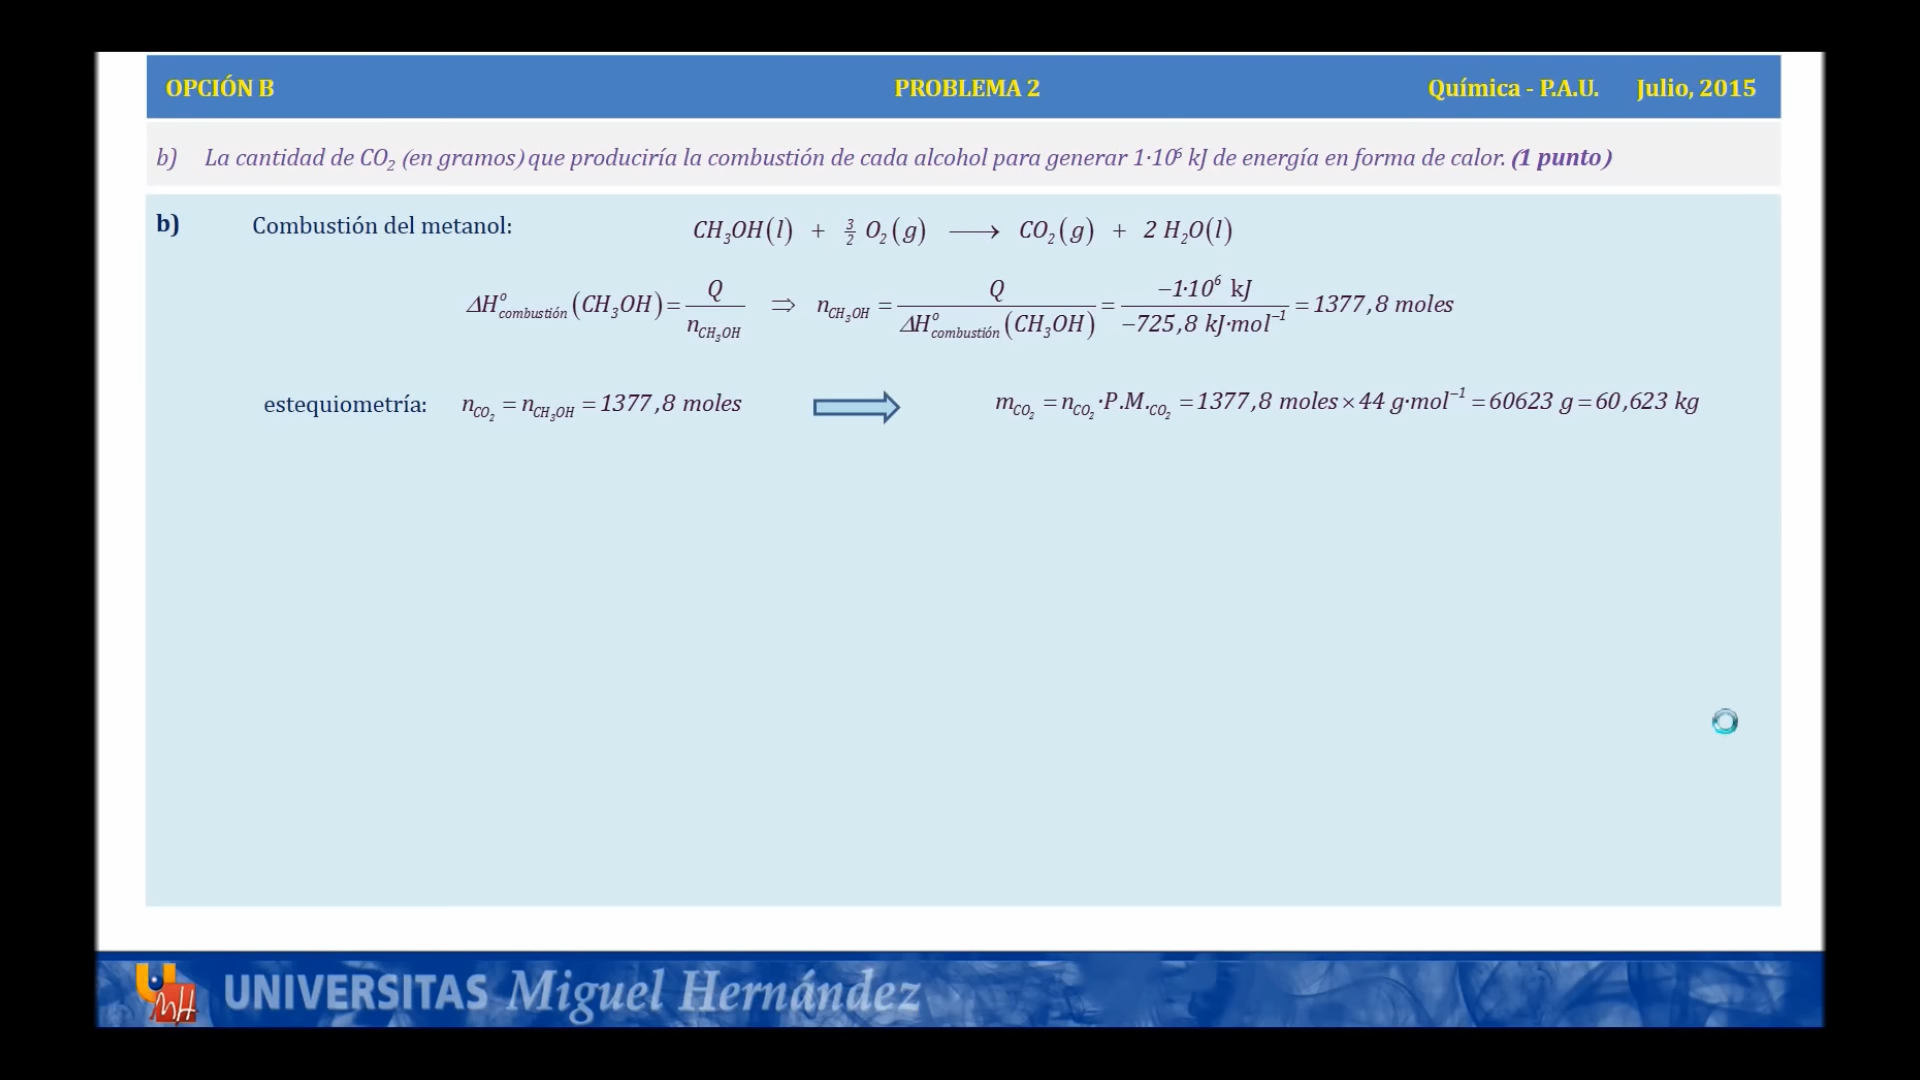 OPCIÓN B PROBLEMA 2 Química - P.A.U. Julio, 2015
b) La cantidad de CO₂ (en gramos) que produciría la combustión de cada alcohol para generar 1·10⁶ kJ de energía en forma de calor. (1 punto)
b) Combustión del metanol: CH₃OH(l) + 3/2 O₂(g) ⟶ CO₂(g) + 2 H₂O(l)
ΔH°combustión(CH₃OH) = Q / nCH₃OH ⇒ nCH₃OH = Q / ΔH°combustión(CH₃OH) = −1·10⁶ kJ / −725,8 kJ·mol⁻¹ = 1377,8 moles
estequiometría: nCO₂ = nCH₃OH = 1377,8 moles mCO₂ = nCO₂·P.M.CO₂ = 1377,8 moles × 44 g·mol⁻¹ = 60623 g = 60,623 kg
UNIVERSITAS Miguel Hernández